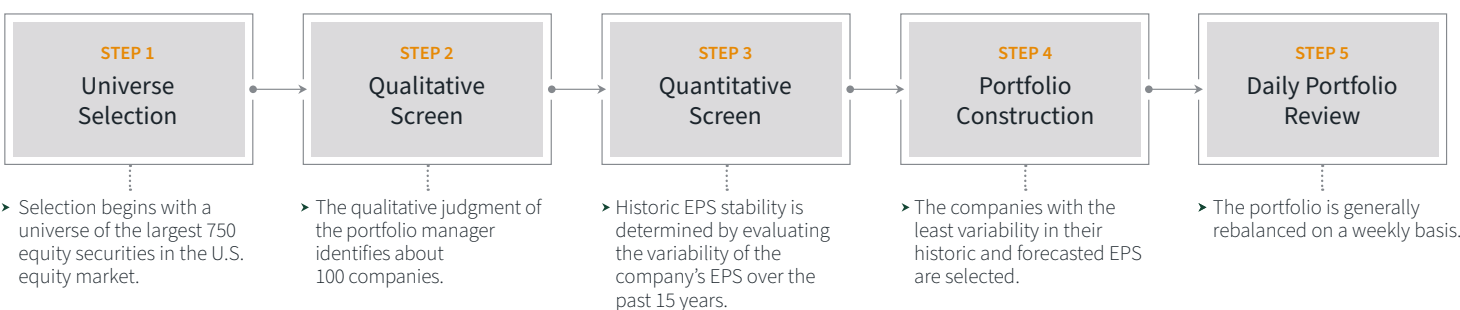 STEP 1
Universe
Selection
STEP 2
Qualitative
Screen
STEP 3
Quantitative
Screen
STEP 4
Portfolio
Construction
STEP 5
Daily Portfolio
Review
Selection begins with a
universe of the largest 750
equity securities in the U.S.
equity market.
The qualitative judgment of
the portfolio manager
identifies about
100 companies.
Historic EPS stability is
determined by evaluating
the variability of the
company’s EPS over the
past 15 years.
The companies with the
least variability in their
historic and forecasted EPS
are selected.
The portfolio is generally
rebalanced on a weekly basis.